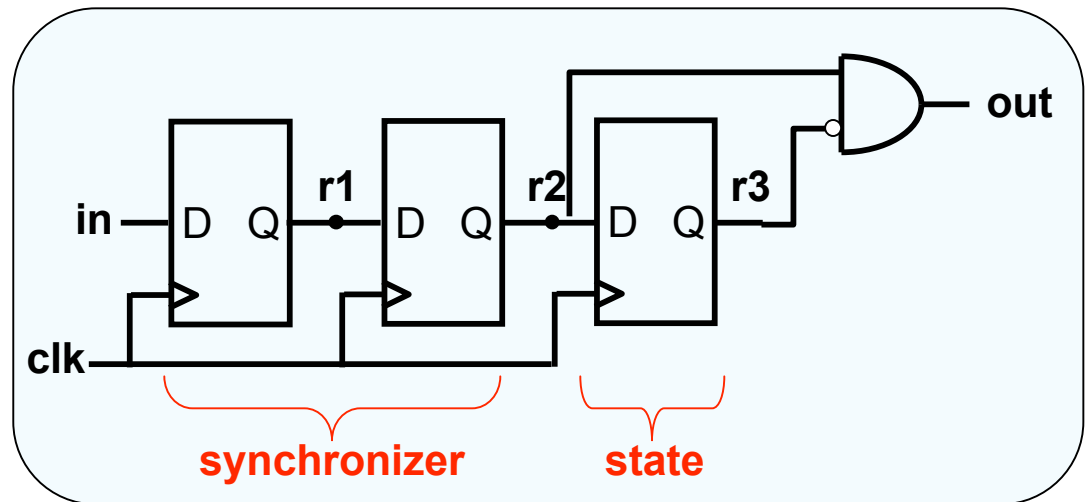 out
r1
r2
r3
in
D Q
D Q
D Q
clk
synchronizer
state